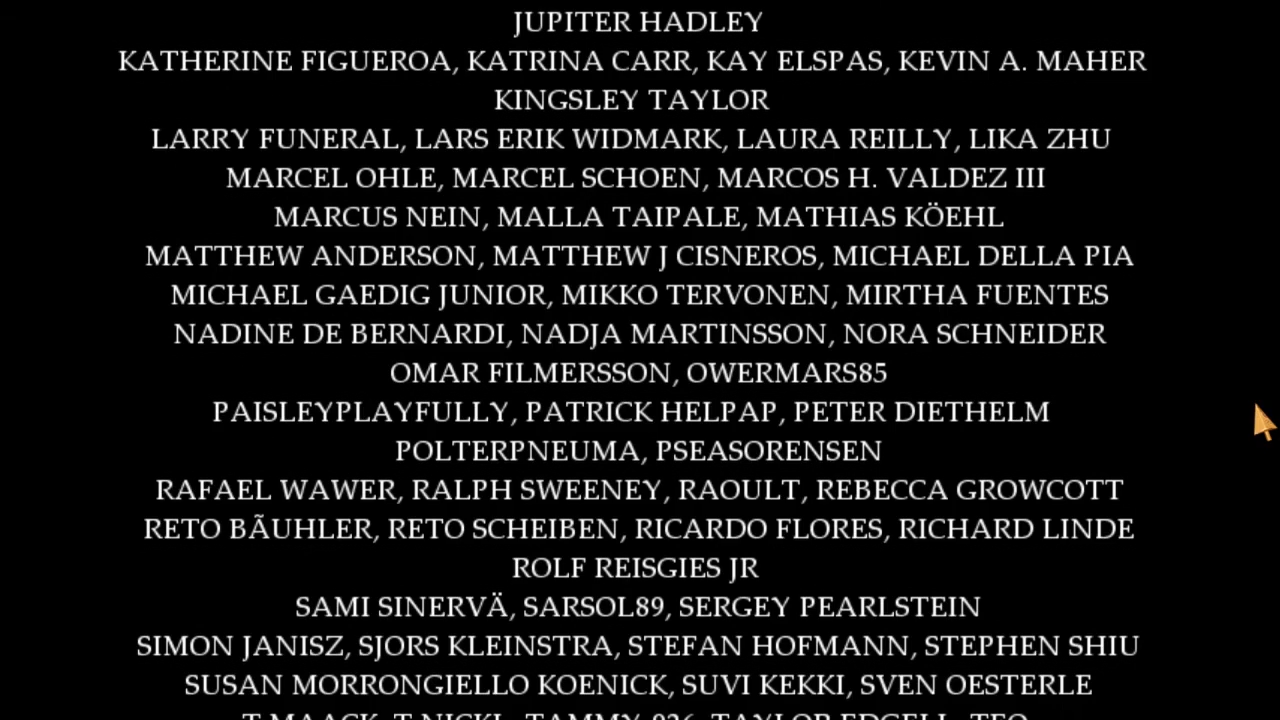 JUPITER HADLEY
KATHERINE FIGUEROA, KATRINA CARR, KAY ELSPAS, KEVIN A. MAHER
KINGSLEY TAYLOR
LARRY FUNERAL, LARS ERIK WIDMARK, LAURA REILLY, LIKA ZHU
MARCEL OHLE, MARCEL SCHOEN, MARCOS H. VALDEZ III
MARCUS NEIN, MALLA TAIPALE, MATHIAS KÖEHL
MATTHEW ANDERSON, MATTHEW J CISNEROS, MICHAEL DELLA PIA
MICHAEL GAEDIG JUNIOR, MIKKO TERVONEN, MIRTHA FUENTES
NADINE DE BERNARDI, NADJA MARTINSSON, NORA SCHNEIDER
OMAR FILMERSSON, OWERMARS85
PAISLEYPLAYFULLY, PATRICK HELPAP, PETER DIETHELM
POLTERPNEUMA, PSEASORENSEN
RAFAEL WAWER, RALPH SWEENEY, RAOULT, REBECCA GROWCOTT
RETO BÃUHLER, RETO SCHEIBEN, RICARDO FLORES, RICHARD LINDE
ROLF REISGIES JR
SAMI SINERVÄ, SARSOL89, SERGEY PEARLSTEIN
SIMON JANISZ, SJORS KLEINSTRA, STEFAN HOFMANN, STEPHEN SHIU
SUSAN MORRONGIELLO KOENICK, SUVI KEKKI, SVEN OESTERLE